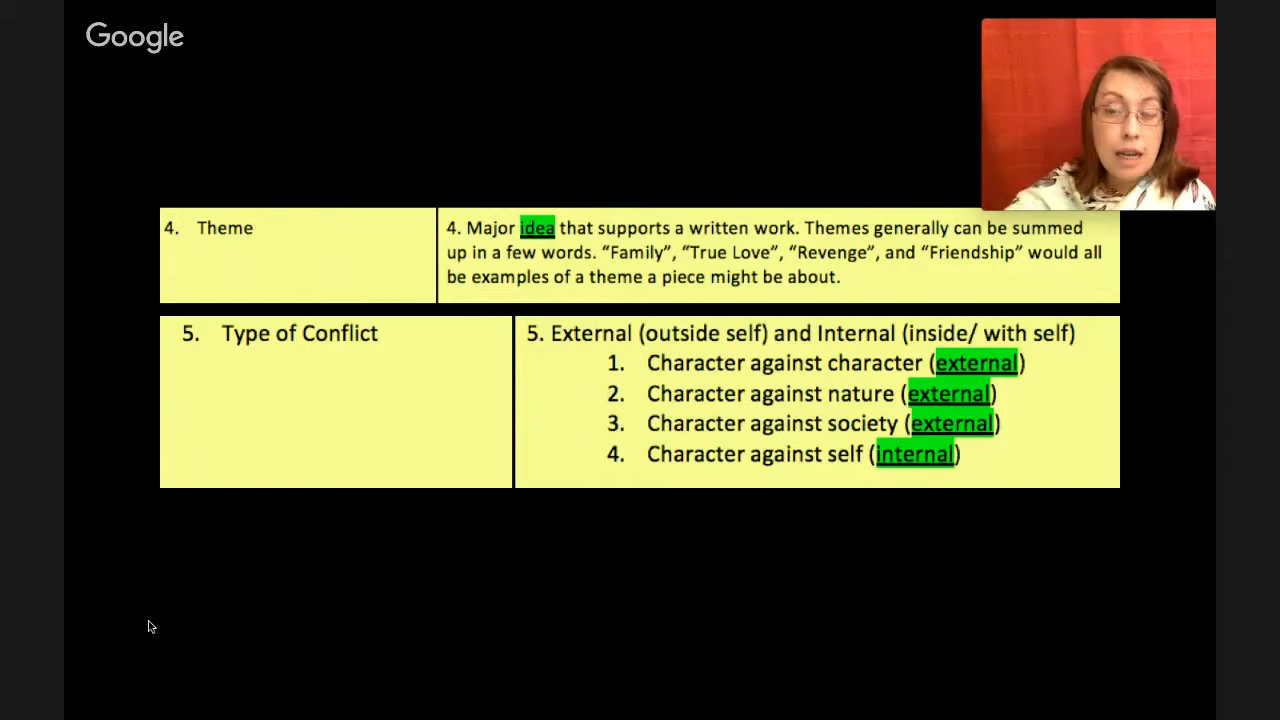 Google
4. Theme
4. Major idea that supports a written work. Themes generally can be summed
up in a few words. “Family”, “True Love”, “Revenge”, and “Friendship” would all
be examples of a theme a piece might be about.
5. Type of Conflict
5. External (outside self) and Internal (inside/ with self)
1. Character against character (external)
2. Character against nature (external)
3. Character against society (external)
4. Character against self (internal)